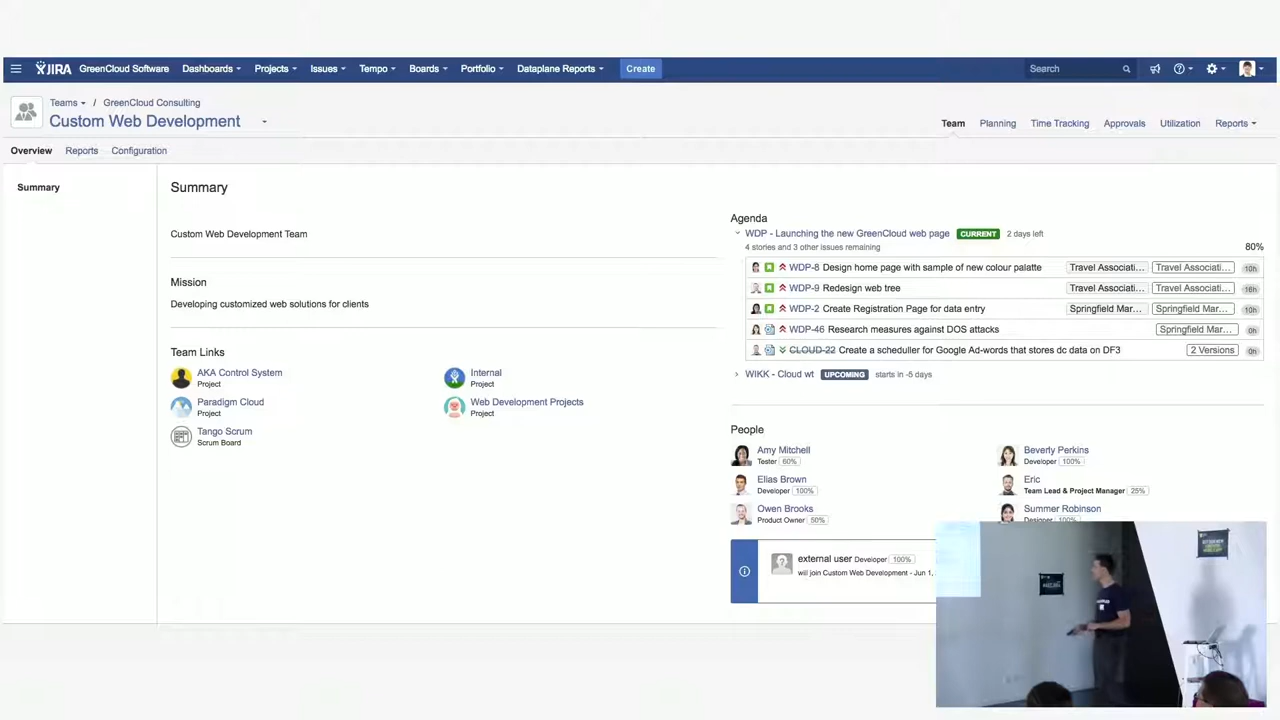 JIRA GreenCloud Software Dashboards Projects Issues Tempo Boards Portfolio Dataplane Reports Create Search
Teams / GreenCloud Consulting
Custom Web Development
Team Planning Time Tracking Approvals Utilization Reports
Overview Reports Configuration
Summary
Summary
Custom Web Development Team
Mission
Developing customized web solutions for clients
Team Links
AKA Control System
Project
Internal
Project
Paradigm Cloud
Project
Web Development Projects
Project
Tango Scrum
Scrum Board
Agenda
WDP - Launching the new GreenCloud web page CURRENT 2 days left
4 stories and 3 other issues remaining 80%
WDP-8 Design home page with sample of new colour palatte Travel Associati... Travel Associati... 10h
WDP-9 Redesign web tree Travel Associati... Travel Associati... 16h
WDP-2 Create Registration Page for data entry Springfield Mar... Springfield Mar... 10h
WDP-46 Research measures against DOS attacks Springfield Mar... 0h
CLOUD-22 Create a scheduller for Google Ad-words that stores dc data on DF3 2 Versions 0h
WIKK - Cloud wt UPCOMING starts in -5 days
People
Amy Mitchell
Tester 60%
Beverly Perkins
Developer 100%
Elias Brown
Developer 100%
Eric
Team Lead & Project Manager 25%
Owen Brooks
Product Owner 50%
Summer Robinson
Designer 100%
external user Developer 100%
will join Custom Web Development - Jun 1,